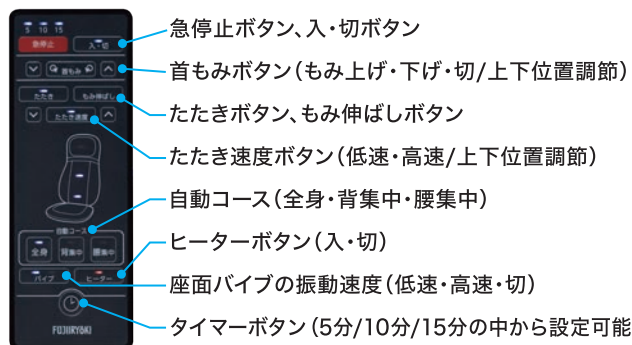 5 10 15
急停止 入・切
首もみ
たたき もみ伸ばし
たたき速度
自動コース
全身 背集中 腰集中
バイブ ヒーター
FUJIIRYOKI
急停止ボタン、入・切ボタン
首もみボタン（もみ上げ・下げ・切/上下位置調節）
たたきボタン、もみ伸ばしボタン
たたき速度ボタン（低速・高速/上下位置調節）
自動コース（全身・背集中・腰集中）
ヒーターボタン（入・切）
座面バイブの振動速度（低速・高速・切）
タイマーボタン（5分/10分/15分の中から設定可能